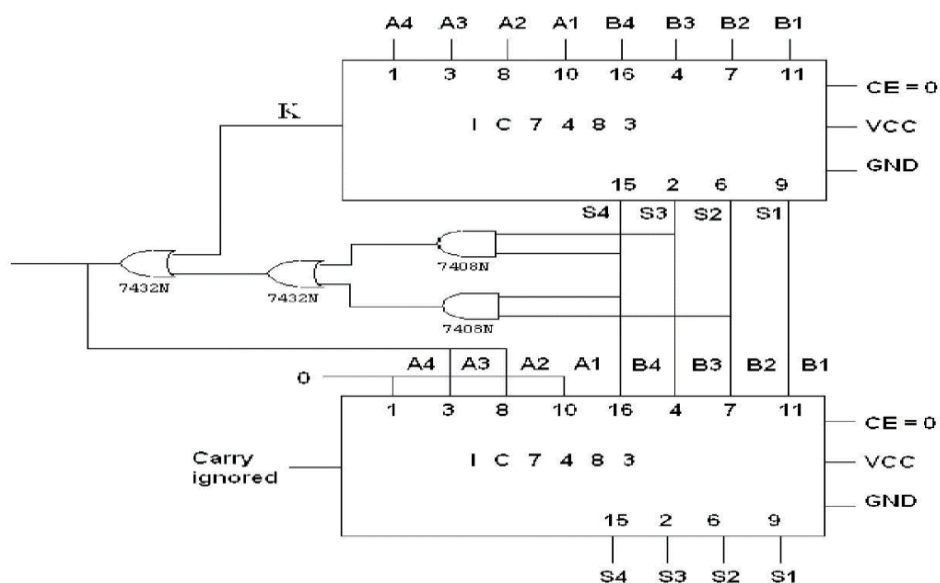 A4 A3 A2 A1 B4 B3 B2 B1
1 3 8 10 16 4 7 11
CE = 0
K
I C 7 4 8 3
VCC
GND
15 2 6 9
S4 S3 S2 S1
7408N
7432N
7432N
7408N
0
A4 A3 A2 A1 B4 B3 B2 B1
1 3 8 10 16 4 7 11
CE = 0
Carry
ignored
I C 7 4 8 3
VCC
GND
15 2 6 9
S4 S3 S2 S1